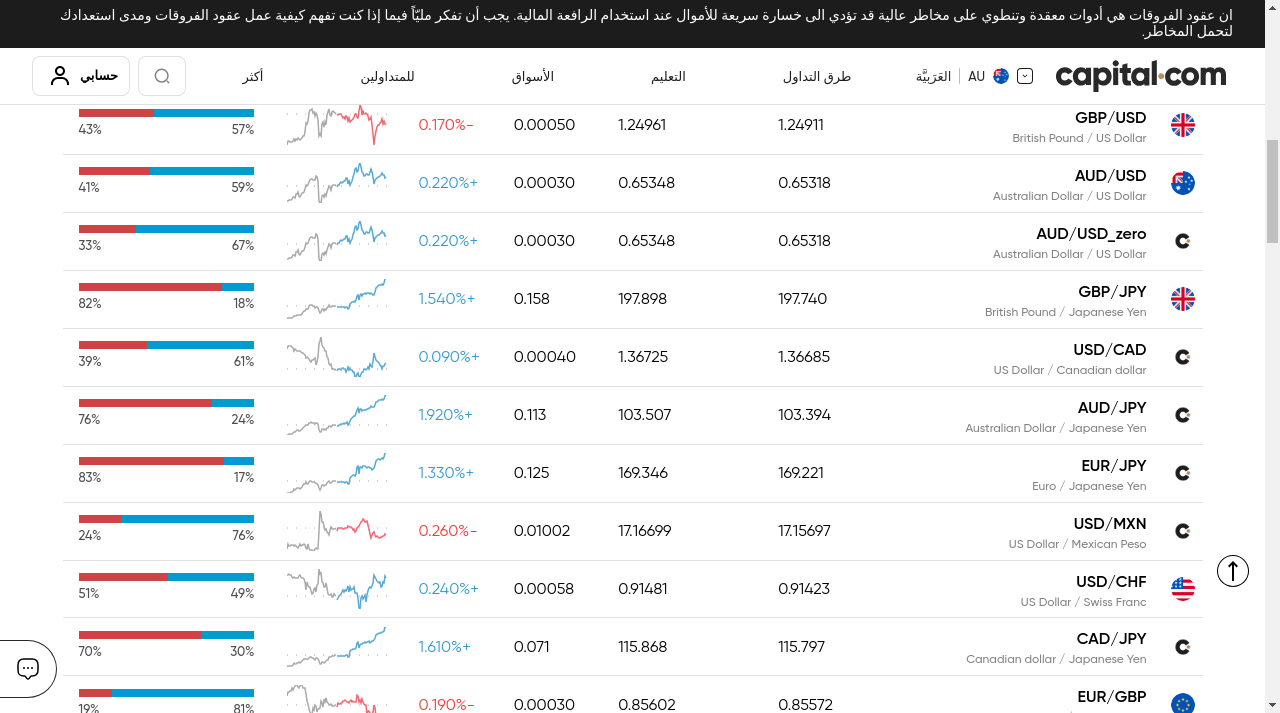 ان عقود الفروقات هي أدوات معقدة وتنطوي على مخاطر عالية قد تؤدي الى خسارة سريعة للأموال عند استخدام الرافعة المالية. يجب أن تفكر مليّاً فيما إذا كنت تفهم كيفية عمل عقود الفروقات ومدى استعدادك
لتحمل المخاطر.
capital.com AU العَرَبيَّة طرق التداول التعليم الأسواق للمتداولين أكثر حسابي
GBP/USD 1.24911 1.24961 0.00050 0.170%- 57% 43%
British Pound / US Dollar
AUD/USD 0.65318 0.65348 0.00030 0.220%+ 59% 41%
Australian Dollar / US Dollar
AUD/USD_zero 0.65318 0.65348 0.00030 0.220%+ 67% 33%
Australian Dollar / US Dollar
GBP/JPY 197.740 197.898 0.158 1.540%+ 18% 82%
British Pound / Japanese Yen
USD/CAD 1.36685 1.36725 0.00040 0.090%+ 61% 39%
US Dollar / Canadian dollar
AUD/JPY 103.394 103.507 0.113 1.920%+ 24% 76%
Australian Dollar / Japanese Yen
EUR/JPY 169.221 169.346 0.125 1.330%+ 17% 83%
Euro / Japanese Yen
USD/MXN 17.15697 17.16699 0.01002 0.260%- 76% 24%
US Dollar / Mexican Peso
USD/CHF 0.91423 0.91481 0.00058 0.240%+ 49% 51%
US Dollar / Swiss Franc
CAD/JPY 115.797 115.868 0.071 1.610%+ 30% 70%
Canadian dollar / Japanese Yen
EUR/GBP 0.85572 0.85602 0.00030 0.190%- 81% 19%